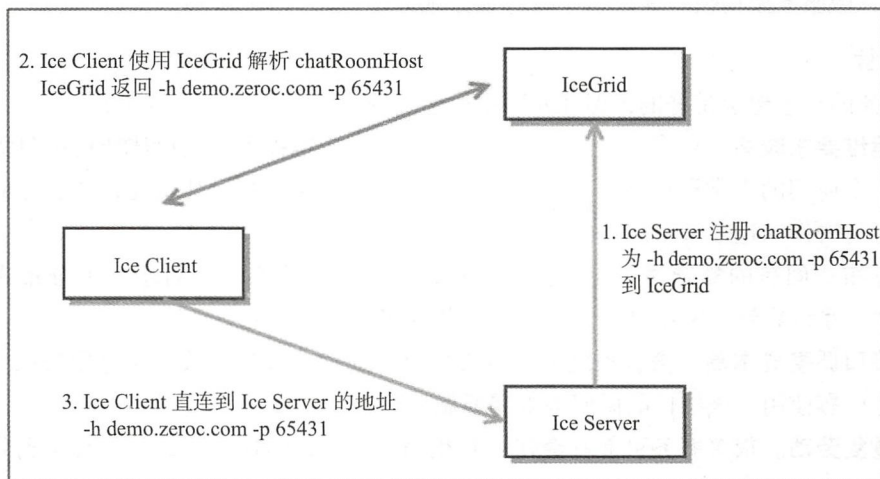 2. Ice Client 使用 IceGrid 解析 chatRoomHost
IceGrid 返回 -h demo.zeroc.com -p 65431
IceGrid
Ice Client
1. Ice Server 注册 chatRoomHost
为 -h demo.zeroc.com -p 65431
到 IceGrid
3. Ice Client 直连到 Ice Server 的地址
-h demo.zeroc.com -p 65431
Ice Server